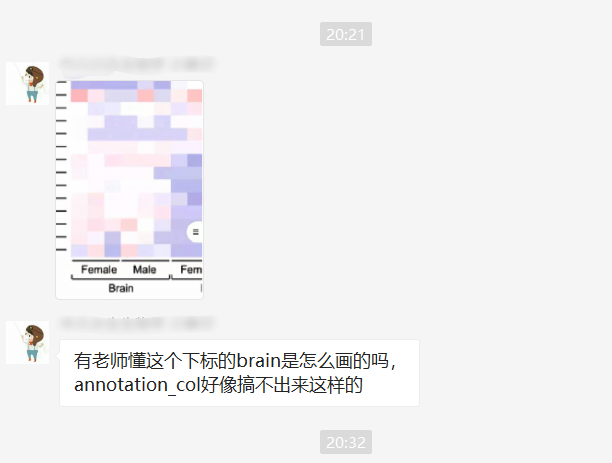 20:21
Female Male Fem
Brain
有老师懂这个下标的brain是怎么画的吗，
annotation_col好像搞不出来这样的
20:32